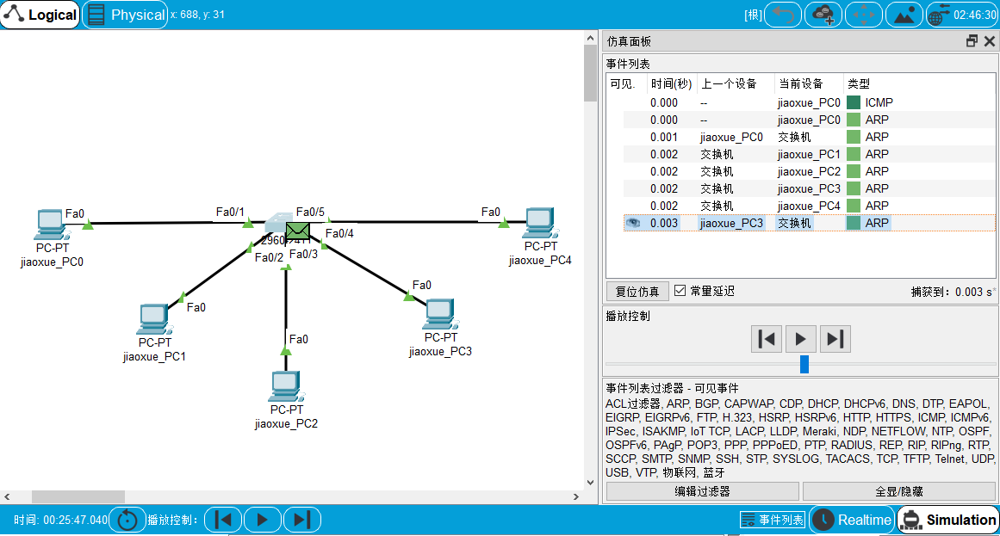 Logical Physical x: 688, y: 31 [根] 02:46:30
仿真面板
事件列表
可见. 时间(秒) 上一个设备 当前设备 类型
0.000 -- jiaoxue_PC0 ICMP
0.000 -- jiaoxue_PC0 ARP
0.001 jiaoxue_PC0 交换机 ARP
0.002 交换机 jiaoxue_PC1 ARP
0.002 交换机 jiaoxue_PC2 ARP
0.002 交换机 jiaoxue_PC3 ARP
0.002 交换机 jiaoxue_PC4 ARP
0.003 jiaoxue_PC3 交换机 ARP
复位仿真 常量延迟 捕获到: 0.003 s*
播放控制
事件列表过滤器 - 可见事件
ACL过滤器, ARP, BGP, CAPWAP, CDP, DHCP, DHCPv6, DNS, DTP, EAPOL,
EIGRP, EIGRPv6, FTP, H.323, HSRP, HSRPv6, HTTP, HTTPS, ICMP, ICMPv6,
IPSec, ISAKMP, IoT TCP, LACP, LLDP, Meraki, NDP, NETFLOW, NTP, OSPF,
OSPFv6, PAgP, POP3, PPP, PPPoED, PTP, RADIUS, REP, RIP, RIPng, RTP,
SCCP, SMTP, SNMP, SSH, STP, SYSLOG, TACACS, TCP, TFTP, Telnet, UDP,
USB, VTP, 物联网, 蓝牙
编辑过滤器 全显/隐藏
Fa0 Fa0/1 Fa0/5 Fa0
Fa0/4
Fa0/2 Fa0/3
PC-PT
jiaoxue_PC0
PC-PT
jiaoxue_PC4
Fa0
Fa0
PC-PT
jiaoxue_PC1
PC-PT
jiaoxue_PC3
Fa0
PC-PT
jiaoxue_PC2
时间: 00:25:47.040 播放控制: 事件列表 Realtime Simulation